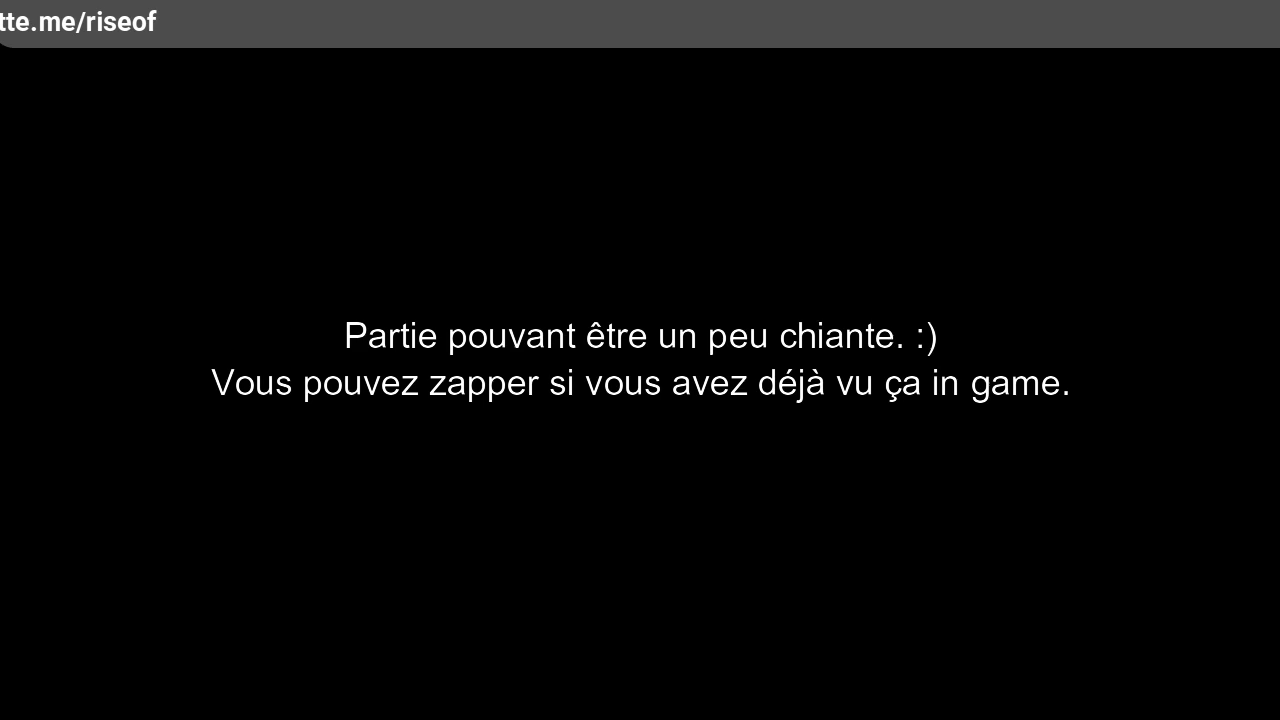 tte.me/riseof
Partie pouvant être un peu chiante. :)
Vous pouvez zapper si vous avez déjà vu ça in game.